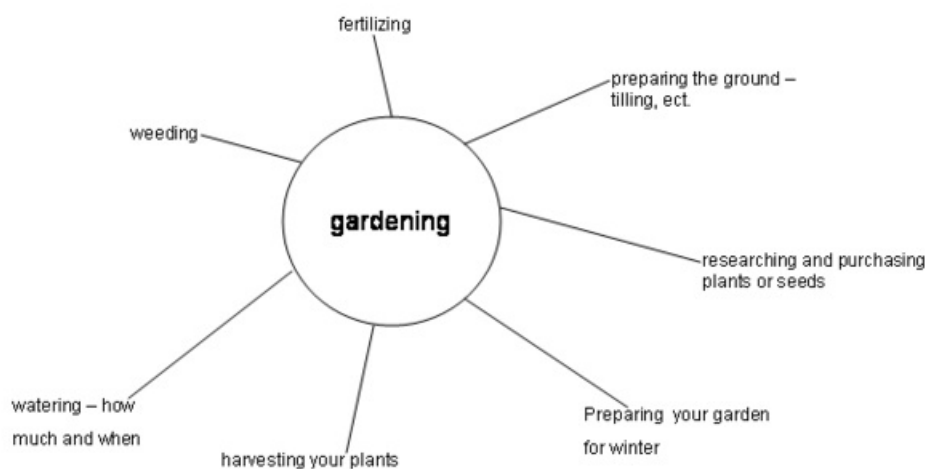 fertilizing
preparing the ground –
tilling, ect.
weeding
gardening
researching and purchasing
plants or seeds
watering – how
much and when
harvesting your plants
Preparing your garden
for winter